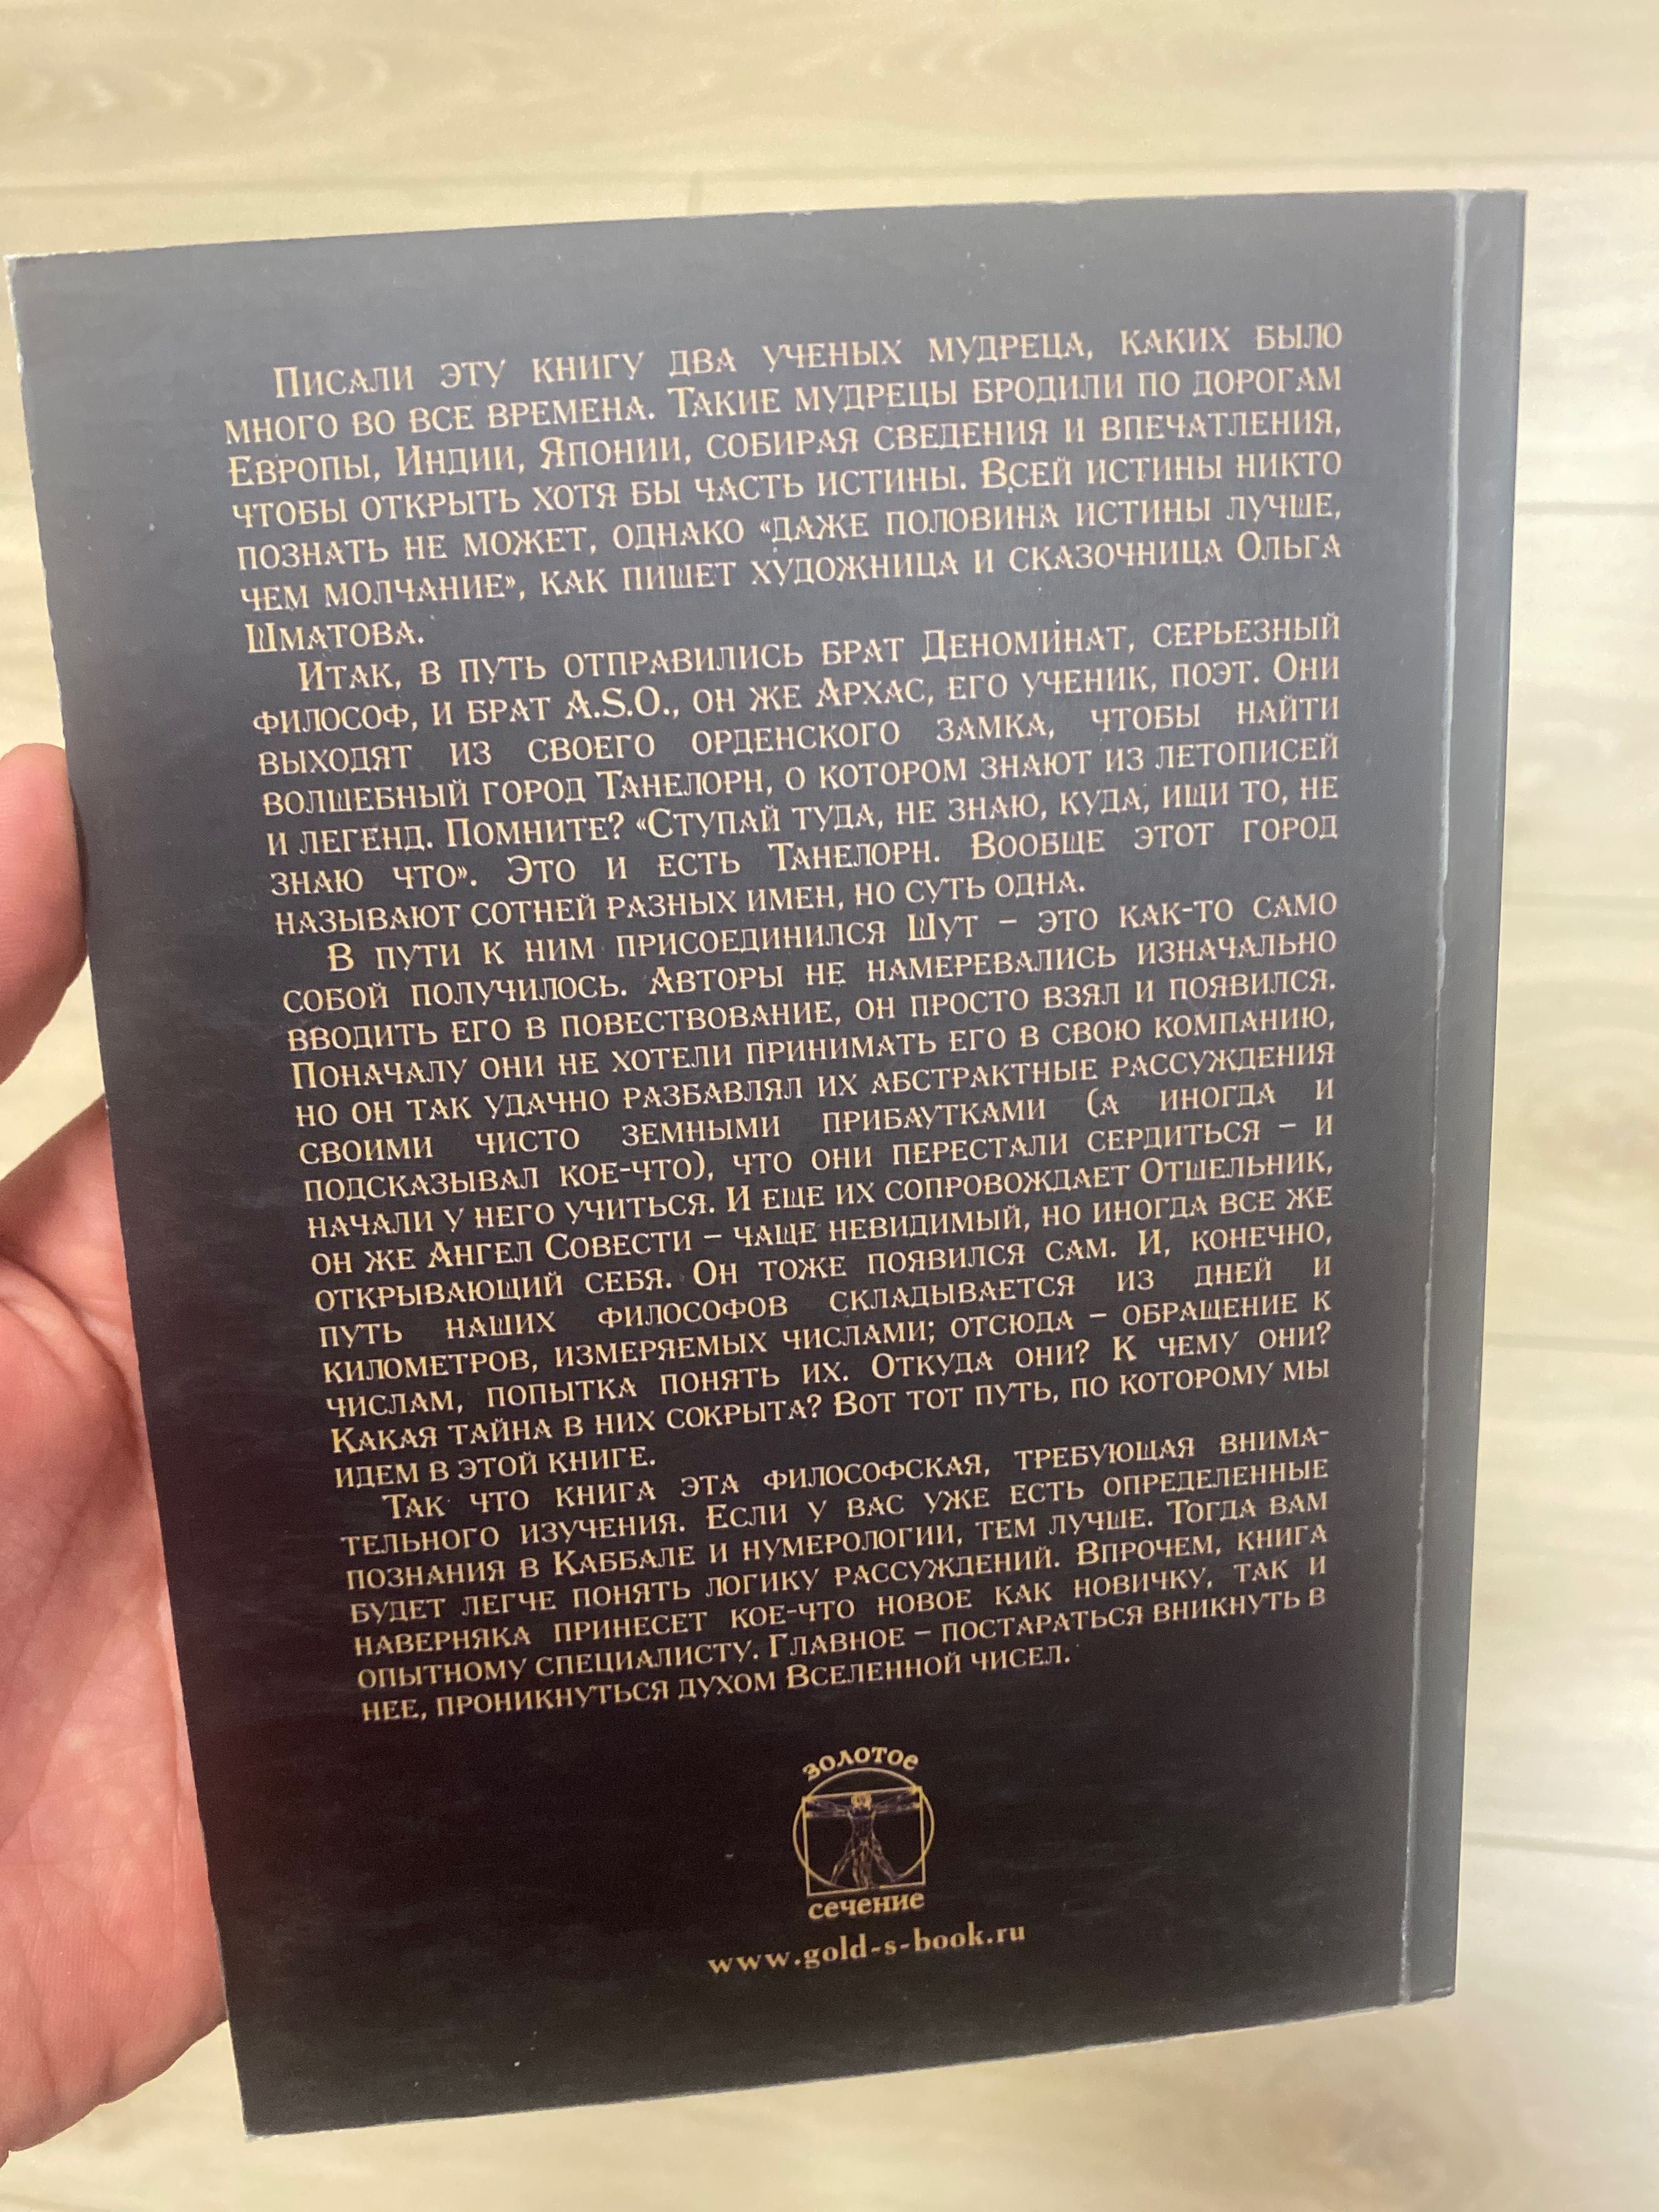 Писали эту книгу два ученых мудреца, каких было
много во все времена. Такие мудрецы бродили по дорогам
Европы, Индии, Японии, собирая сведения и впечатления,
чтобы открыть хотя бы часть истины. Всей истины никто
познать не может, однако «даже половина истины лучше,
чем молчание», как пишет художница и сказочница Ольга
Шматова.
Итак, в путь отправились брат Деноминат, серьезный
философ, и брат A.S.O., он же Архас, его ученик, поэт. Они
выходят из своего орденского замка, чтобы найти
волшебный город Танелорн, о котором знают из летописей
и легенд. Помните? «Ступай туда, не знаю, куда, ищи то, не
знаю что». Это и есть Танелорн. Вообще этот город
называют сотней разных имен, но суть одна.
В пути к ним присоединился Шут – это как-то само
собой получилось. Авторы не намеревались изначально
вводить его в повествование, он просто взял и появился.
Поначалу они не хотели принимать его в свою компанию,
но он так удачно разбавлял их абстрактные рассуждения
своими чисто земными прибаутками (а иногда и
подсказывал кое-что), что они перестали сердиться – и
начали у него учиться. И еще их сопровождает Отшельник,
он же Ангел Совести – чаще невидимый, но иногда все же
открывающий себя. Он тоже появился сам. И, конечно,
путь наших философов складывается из дней и
километров, измеряемых числами; отсюда – обращение к
числам, попытка понять их. Откуда они? К чему они?
Какая тайна в них сокрыта? Вот тот путь, по которому мы
идем в этой книге.
Так что книга эта философская, требующая внима-
тельного изучения. Если у вас уже есть определенные
познания в Каббале и нумерологии, тем лучше. Тогда вам
будет легче понять логику рассуждений. Впрочем, книга
наверняка принесет кое-что новое как новичку, так и
опытному специалисту. Главное – постараться вникнуть в
нее, проникнуться духом Вселенной чисел.
золотое
сечение
www.gold-s-book.ru